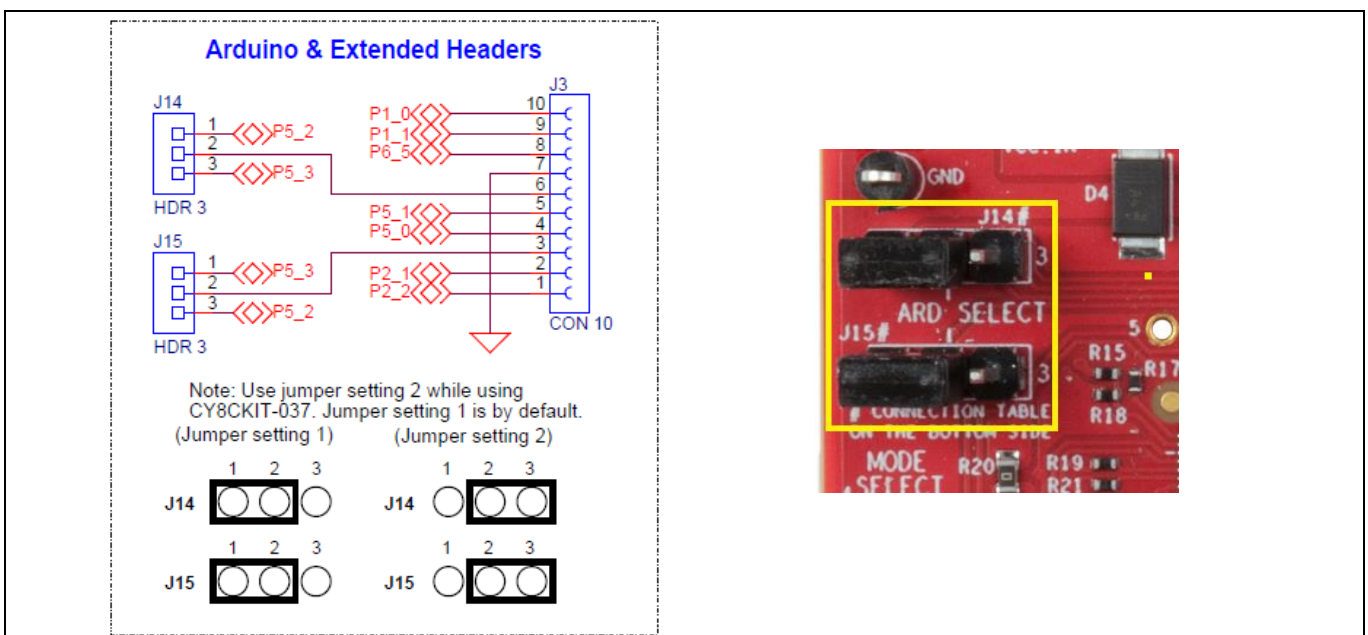 Arduino & Extended Headers
J14
1
P5_2
2
3
P5_3
HDR 3
J15
1
P5_3
2
3
P5_2
HDR 3
J3
P1_0
10
P1_1
9
P6_5
8
7
6
P5_1
5
P5_0
4
3
P2_1
2
P2_2
1
CON 10
Note: Use jumper setting 2 while using
CY8CKIT-037. Jumper setting 1 is by default.
(Jumper setting 1) (Jumper setting 2)
1 2 3 1 2 3
J14 J14
1 2 3 1 2 3
J15 J15
GND
D4
J14#
3
ARD SELECT
J15#
5
3
R15
R17
# CONNECTION TABLE
R18
ON THE BOTTOM SIDE
MODE
R20
R19
SELECT
R21